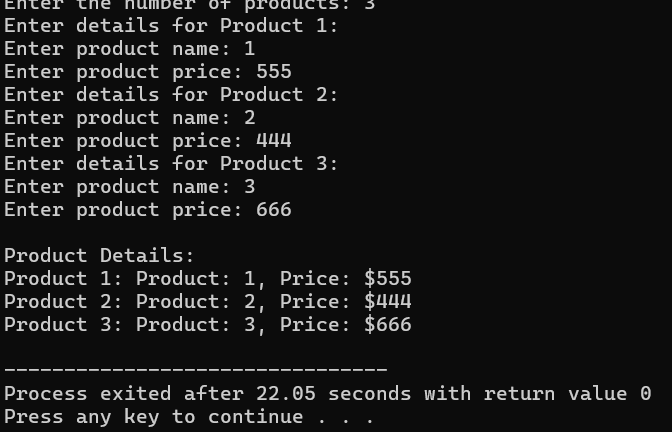 Enter the number of products: 3
Enter details for Product 1:
Enter product name: 1
Enter product price: 555
Enter details for Product 2:
Enter product name: 2
Enter product price: 444
Enter details for Product 3:
Enter product name: 3
Enter product price: 666

Product Details:
Product 1: Product: 1, Price: $555
Product 2: Product: 2, Price: $444
Product 3: Product: 3, Price: $666

--------------------------------
Process exited after 22.05 seconds with return value 0
Press any key to continue . . .